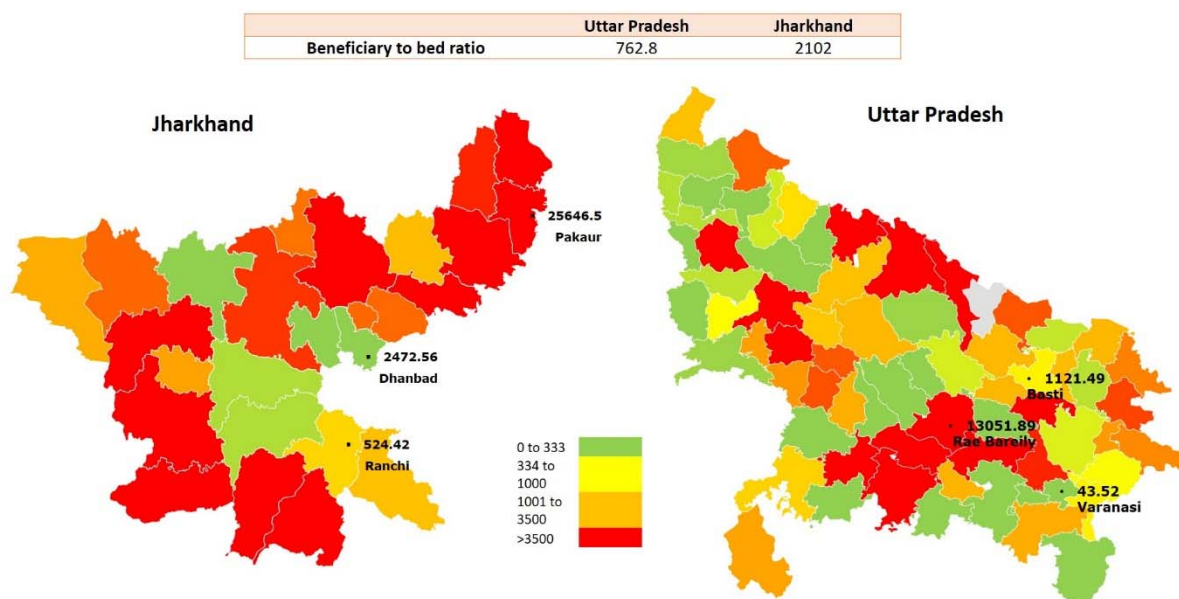 Uttar Pradesh Jharkhand
Beneficiary to bed ratio 762.8 2102
Jharkhand
Uttar Pradesh
25646.5
Pakaur
2472.56
Dhanbad
524.42
Ranchi
0 to 333
334 to
1000
1001 to
3500
>3500
1121.49
Basti
13051.89
Rae Bareily
43.52
Varanasi